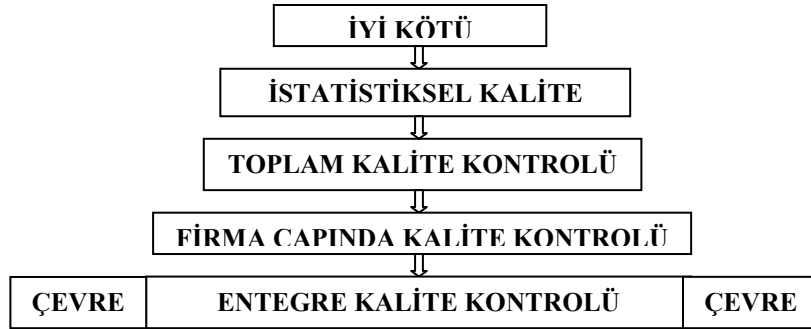 İYİ KÖTÜ
İSTATİSTİKSEL KALİTE
TOPLAM KALİTE KONTROLÜ
FİRMA ÇAPINDA KALİTE KONTROLÜ
ÇEVRE ENTEGRE KALİTE KONTROLÜ ÇEVRE